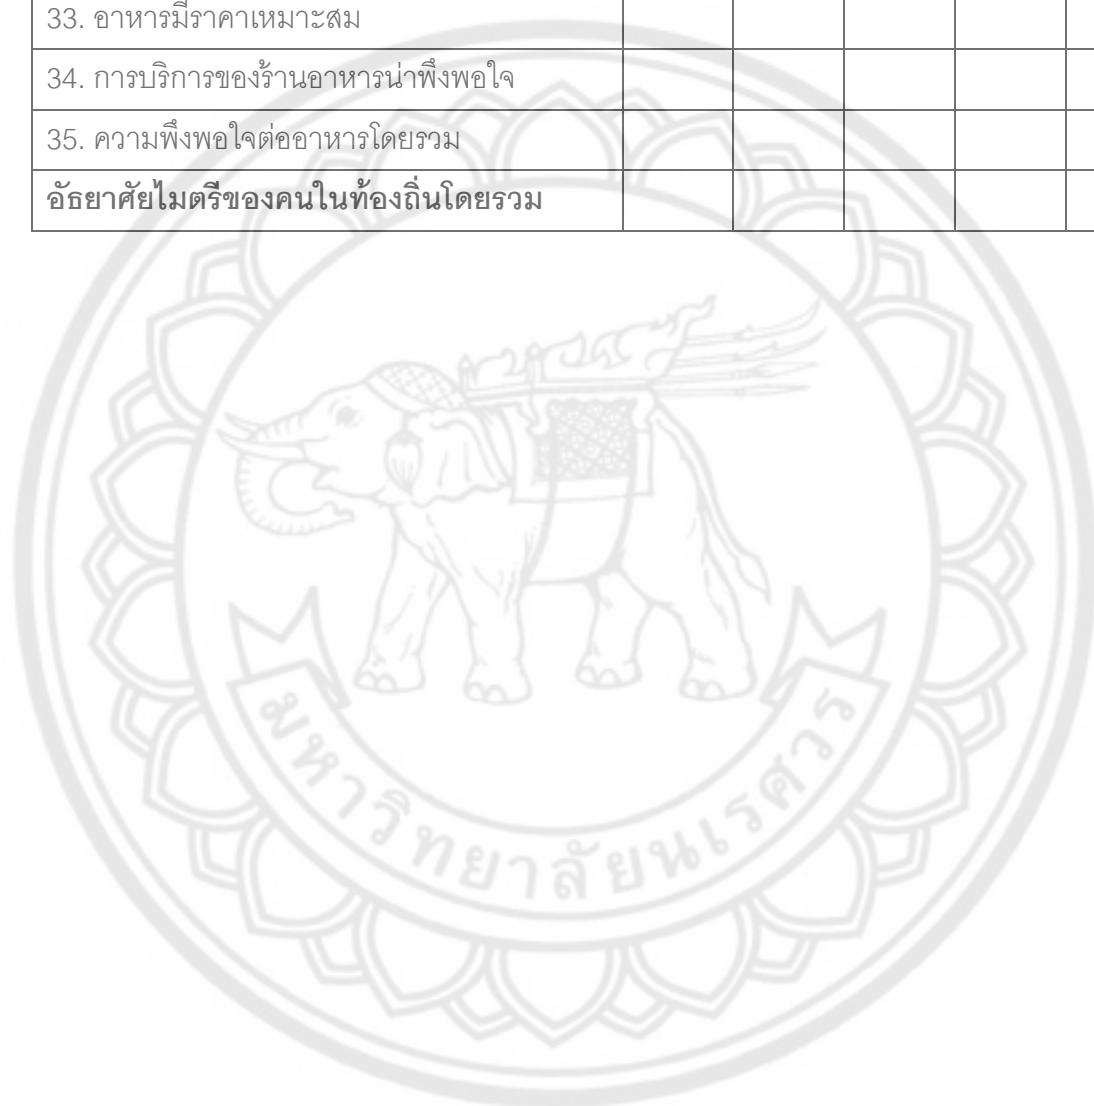 33. อาหารมีราคาเหมาะสม
34. การบริการของร้านอาหารน่าพึงพอใจ
35. ความพึงพอใจต่ออาหารโดยรวม
อัธยาศัยไมตรีของคนในท้องถิ่นโดยรวม
มหาวิทยาลัยนเรศวร